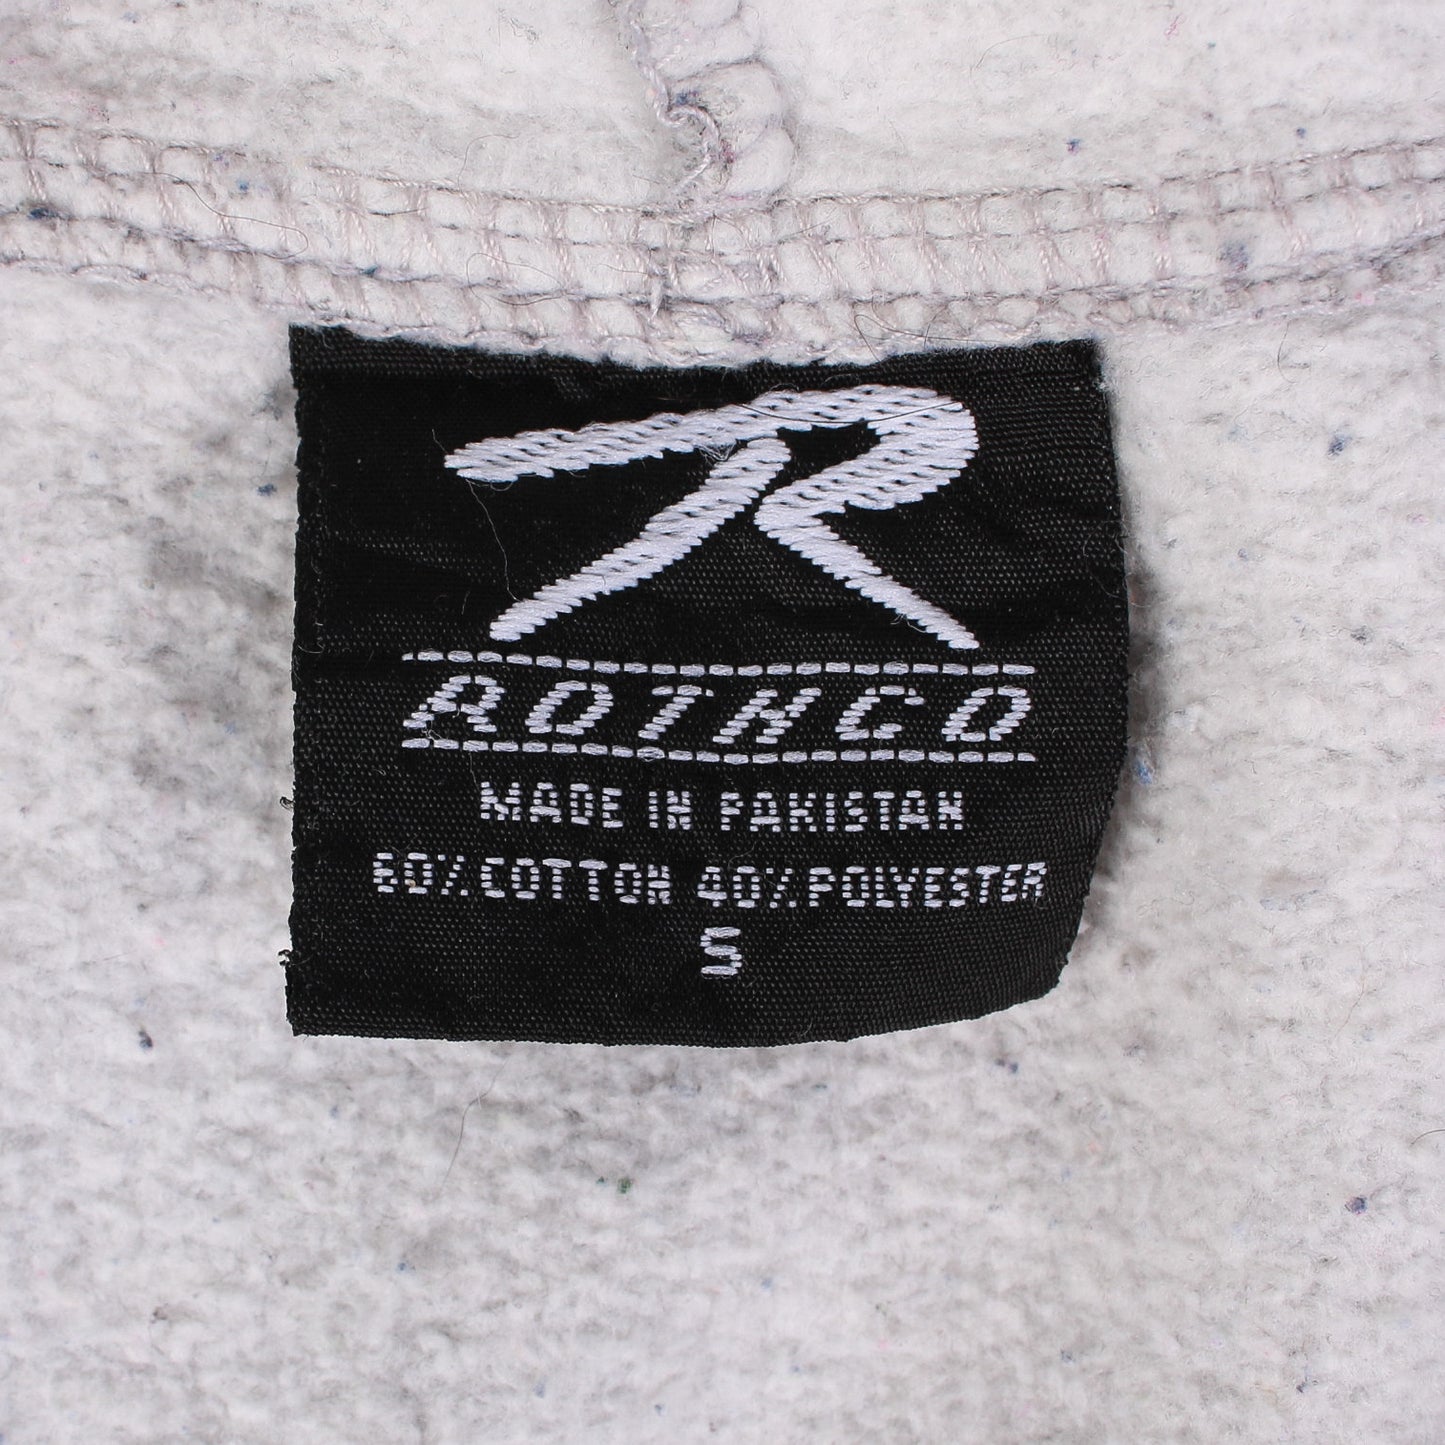 R
ROTHCO
MADE IN PAKISTAN
60% COTTON 40% POLYESTER
S